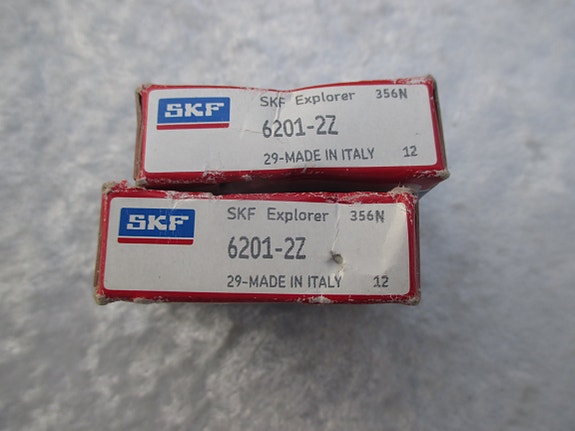 SKF SKF Explorer 356N
6201-2Z
29-MADE IN ITALY 12
SKF SKF Explorer 356N
6201-2Z
29-MADE IN ITALY 12